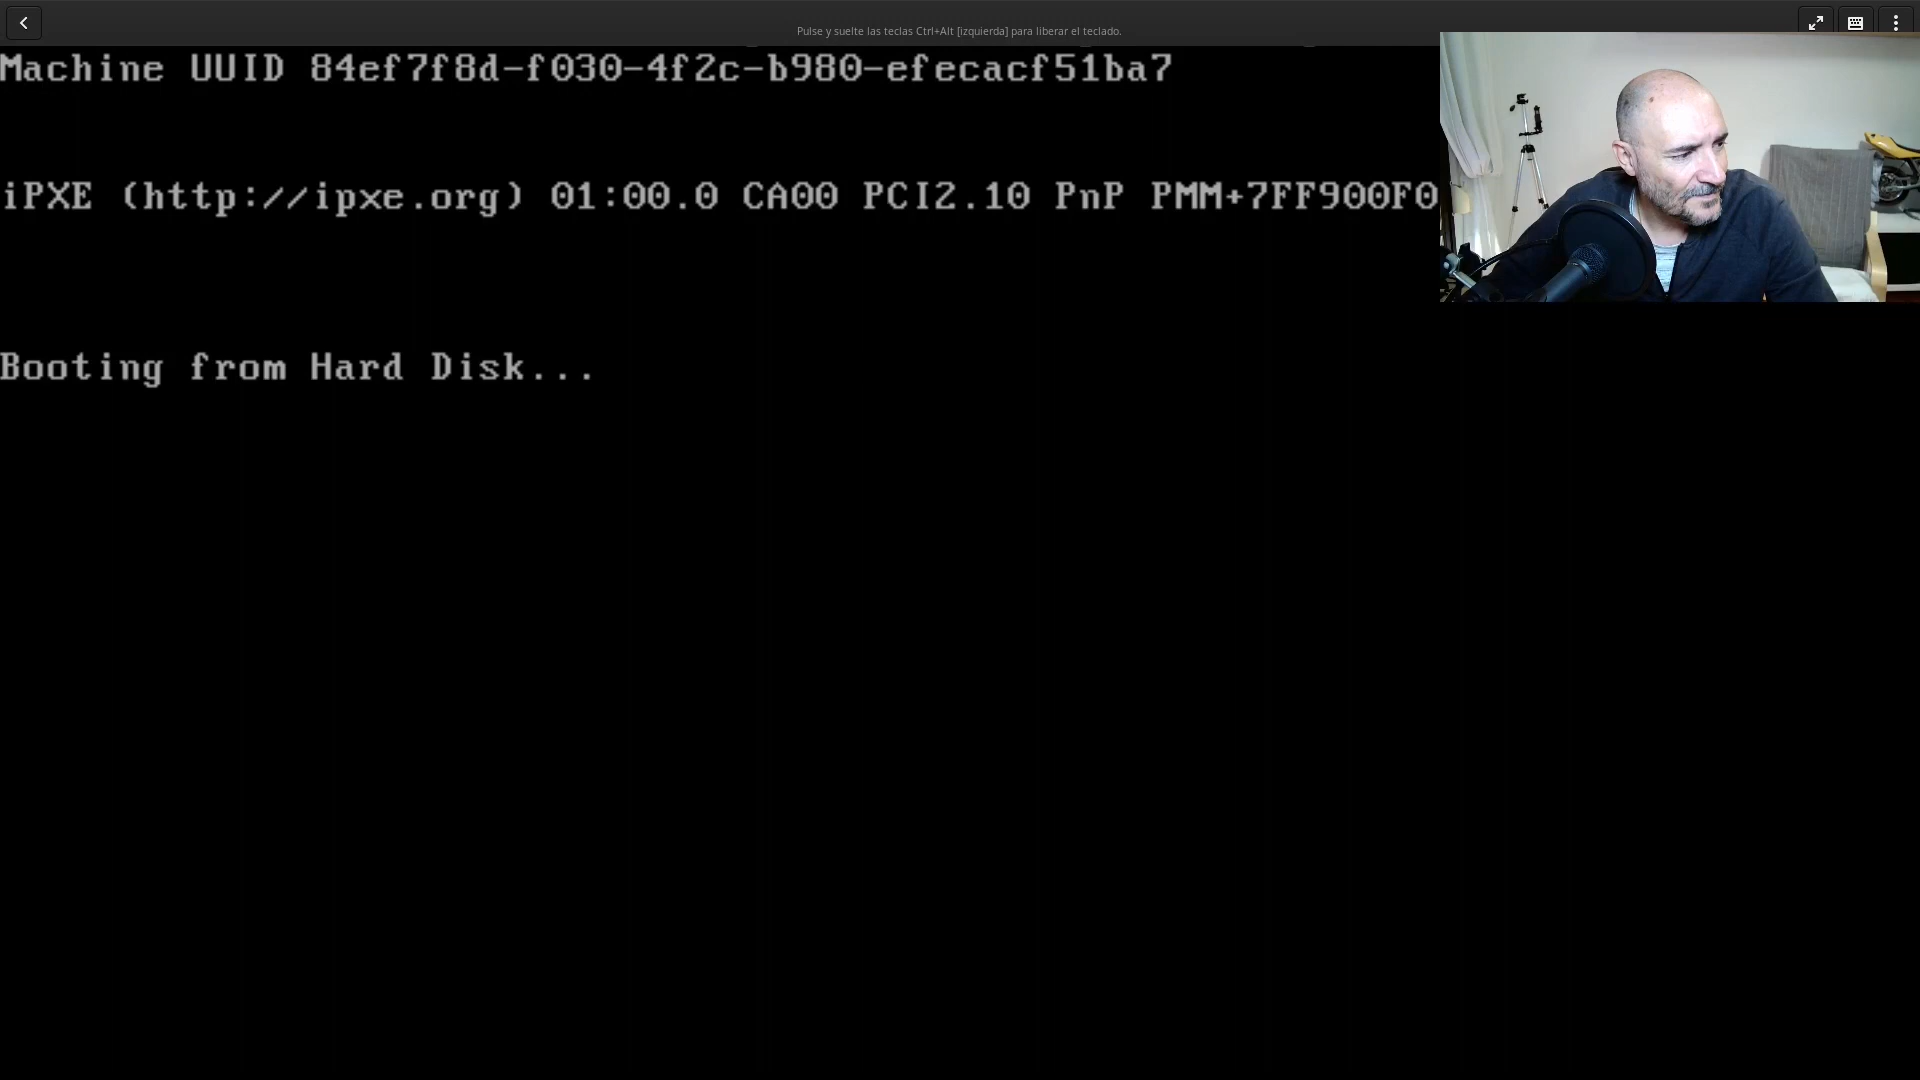 Pulse y suelte las teclas Ctrl+Alt [izquierda] para liberar el teclado.
Machine UUID 84ef7f8d-f030-4f2c-b980-efecacf51ba7
iPXE (http://ipxe.org) 01:00.0 CA00 PCI2.10 PnP PMM+7FF900F0
Booting from Hard Disk...